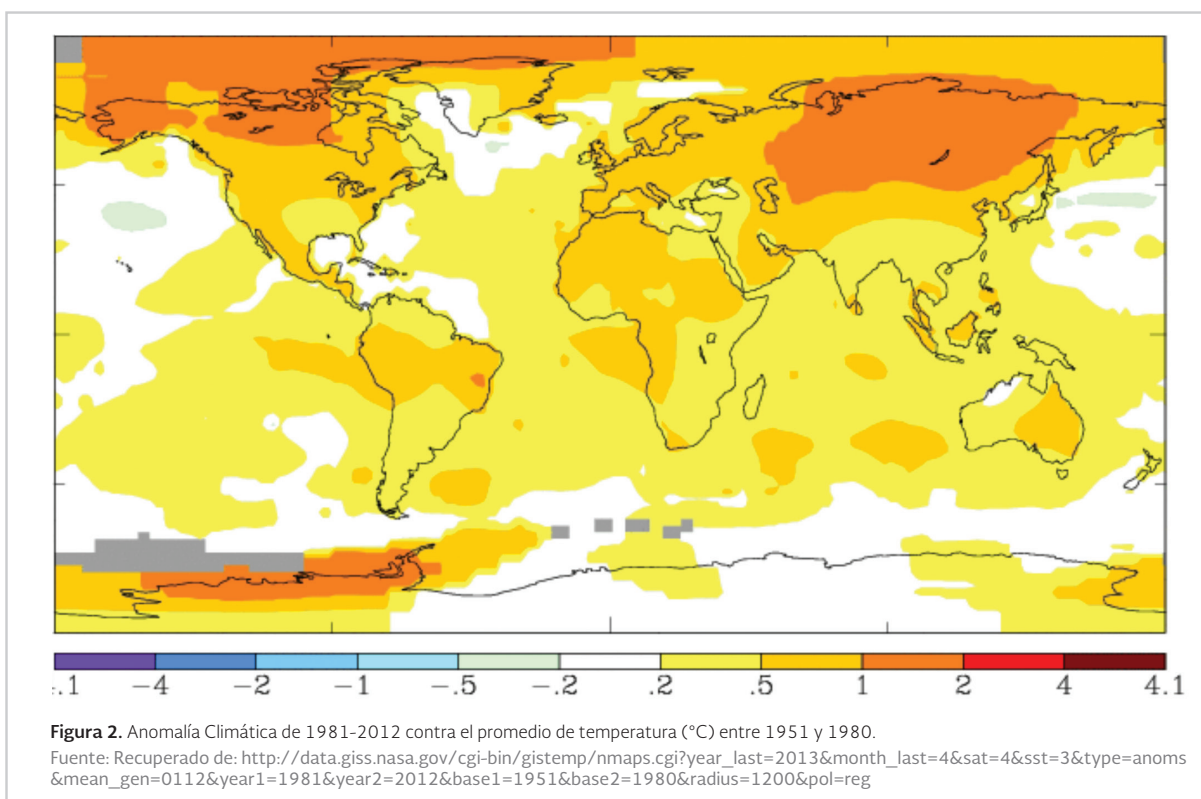 :.1 -4 -2 -1 -.5 -.2 .2 .5 1 2 4 4.1
Figura 2. Anomalía Climática de 1981-2012 contra el promedio de temperatura (°C) entre 1951 y 1980.
Fuente: Recuperado de: http://data.giss.nasa.gov/cgi-bin/gistemp/nmaps.cgi?year_last=2013&month_last=4&sat=4&sst=3&type=anoms
&mean_gen=0112&year1=1981&year2=2012&base1=1951&base2=1980&radius=1200&pol=reg